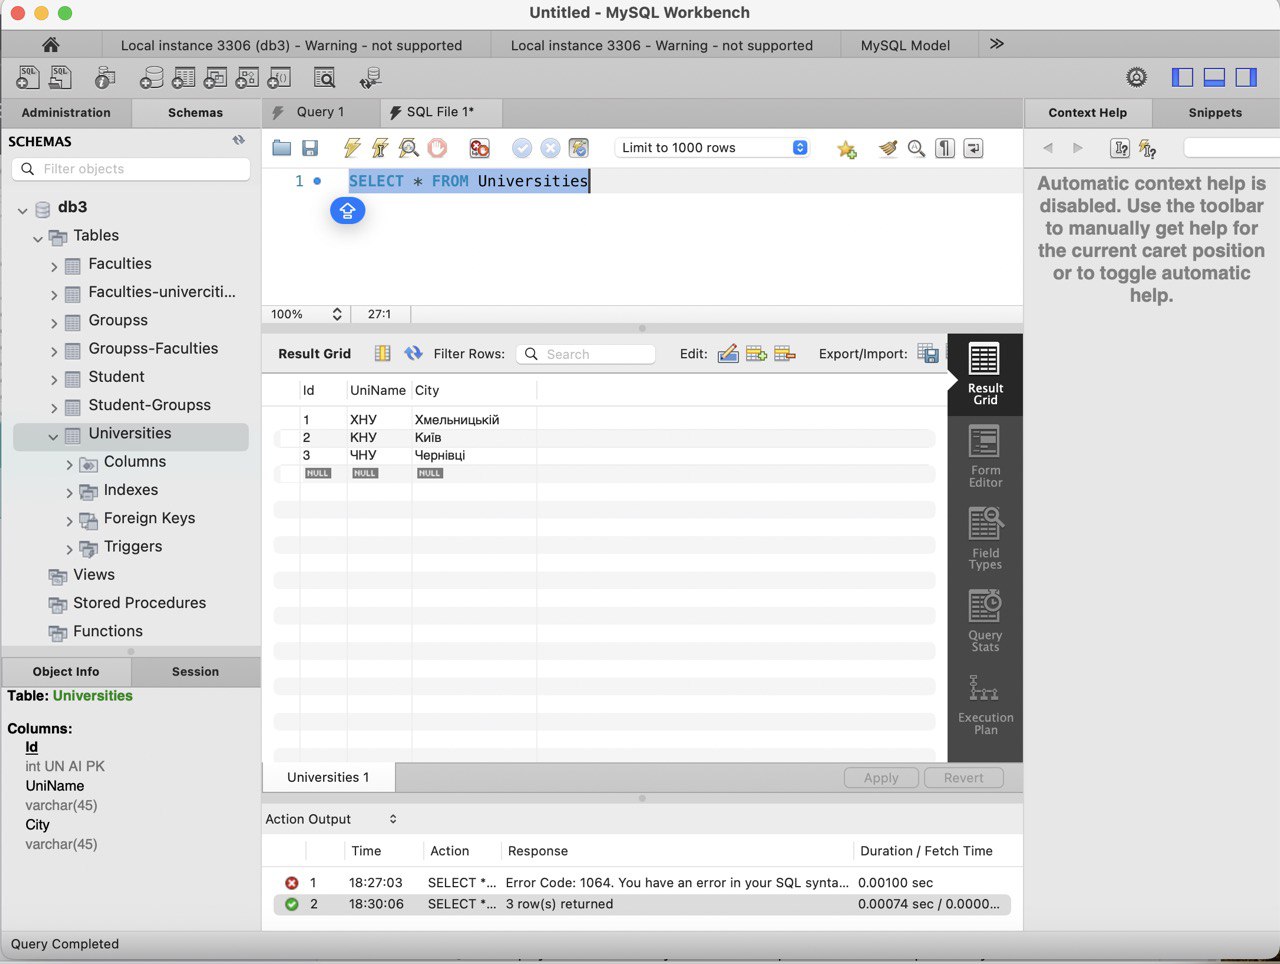 Untitled - MySQL Workbench
Local instance 3306 (db3) - Warning - not supported
Local instance 3306 - Warning - not supported
MySQL Model
Administration
Schemas
Query 1
SQL File 1*
Context Help
Snippets
SCHEMAS
Filter objects
db3
Tables
Faculties
Faculties-univerciti...
Groupss
Groupss-Faculties
Student
Student-Groupss
Universities
Columns
Indexes
Foreign Keys
Triggers
Views
Stored Procedures
Functions
Object Info
Session
Table: Universities
Columns:
Id
int UN AI PK
UniName
varchar(45)
City
varchar(45)
Limit to 1000 rows
1 SELECT * FROM Universities
100% 27:1
Result Grid
Filter Rows:
Search
Edit:
Export/Import:
Id UniName City
1 ХНУ Хмельницькій
2 КНУ Київ
3 ЧНУ Чернівці
NULL NULL NULL
Result
Grid
Form
Editor
Field
Types
Query
Stats
Execution
Plan
Universities 1
Apply
Revert
Action Output
Time Action Response Duration / Fetch Time
1 18:27:03 SELECT *... Error Code: 1064. You have an error in your SQL synta... 0.00100 sec
2 18:30:06 SELECT *... 3 row(s) returned 0.00074 sec / 0.0000...
Automatic context help is
disabled. Use the toolbar
to manually get help for
the current caret position
or to toggle automatic
help.
Query Completed